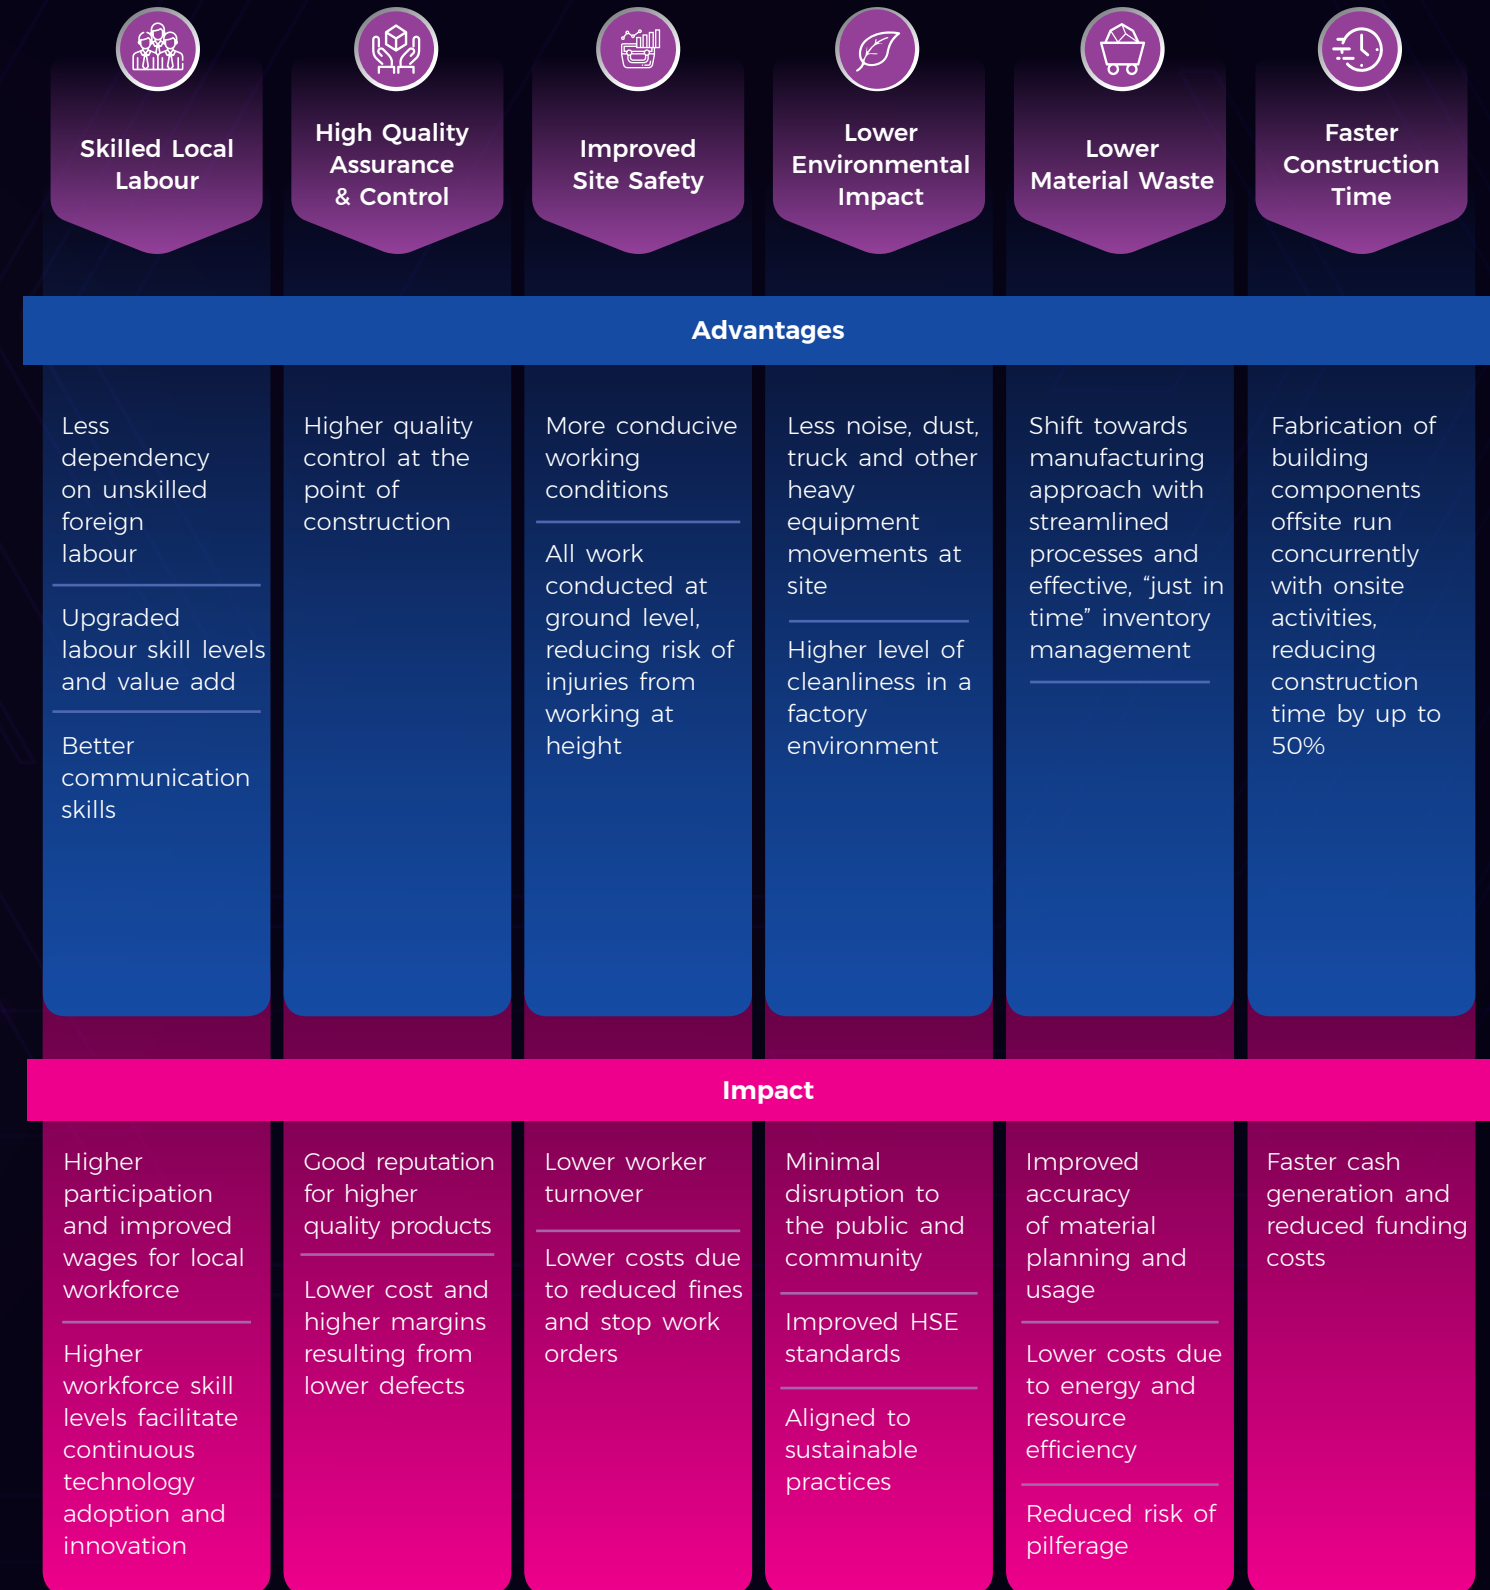 Skilled Local
Labour
High Quality
Assurance
& Control
Improved
Site Safety
Lower
Environmental
Impact
Lower
Material Waste
Faster
Construction
Time
Advantages
Less
dependency
on unskilled
foreign
labour
Upgraded
labour skill levels
and value add
Better
communication
skills
Higher quality
control at the
point of
construction
More conducive
working
conditions
All work
conducted at
ground level,
reducing risk of
injuries from
working at
height
Less noise, dust,
truck and other
heavy
equipment
movements at
site
Higher level of
cleanliness in a
factory
environment
Shift towards
manufacturing
approach with
streamlined
processes and
effective, “just in
time” inventory
management
Fabrication of
building
components
offsite run
concurrently
with onsite
activities,
reducing
construction
time by up to
50%
Impact
Higher
participation
and improved
wages for local
workforce
Higher
workforce skill
levels facilitate
continuous
technology
adoption and
innovation
Good reputation
for higher
quality products
Lower cost and
higher margins
resulting from
lower defects
Lower worker
turnover
Lower costs due
to reduced fines
and stop work
orders
Minimal
disruption to
the public and
community
Improved HSE
standards
Aligned to
sustainable
practices
Improved
accuracy
of material
planning and
usage
Lower costs due
to energy and
resource
efficiency
Reduced risk of
pilferage
Faster cash
generation and
reduced funding
costs